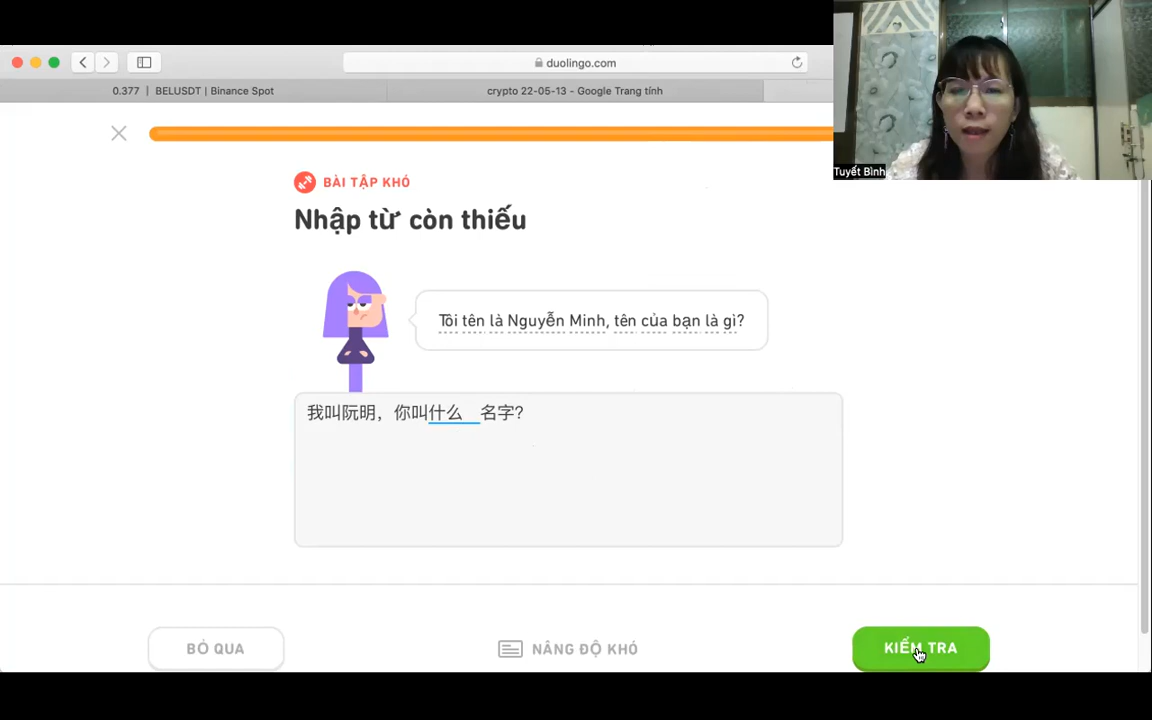 duolingo.com
0.377 | BELUSDT | Binance Spot
crypto 22-05-13 - Google Trang tính
Tuyết Bình
BÀI TẬP KHÓ
Nhập từ còn thiếu
Tôi tên là Nguyễn Minh, tên của bạn là gì?
我叫阮明，你叫什么 名字?
BỎ QUA
NÂNG ĐỘ KHÓ
KIỂM TRA